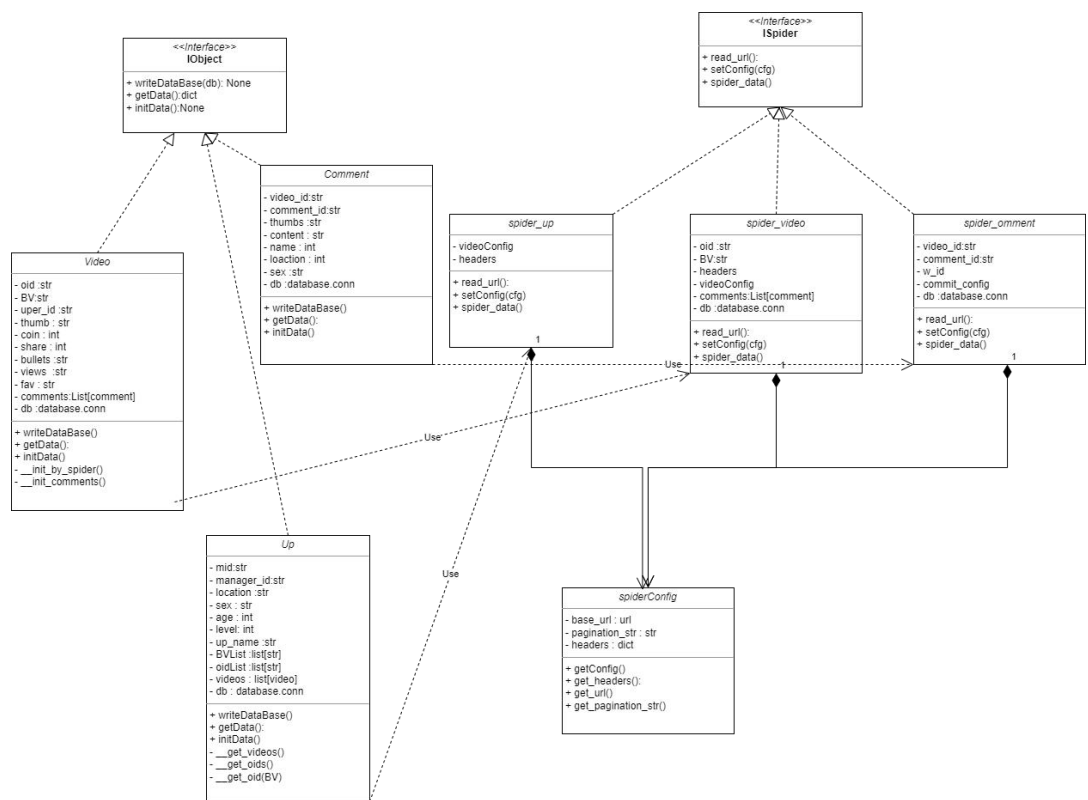 <<Interface>>
IObject
+ writeDataBase(db): None
+ getData():dict
+ initData():None
<<Interface>>
ISpider
+ read_url():
+ setConfig(cfg)
+ spider_data()
Comment
- video_id:str
- comment_id:str
- thumbs : str
- content : str
- name : int
- loaction : int
- sex : str
- db :database.conn
+ writeDataBase()
+ getData():
+ initData()
spider_up
- videoConfig
- headers
+ read_url():
+ setConfig(cfg)
+ spider_data()
1
spider_video
- oid :str
- BV:str
- headers
- videoConfig
- comments:List[comment]
- db :database.conn
+ read_url():
+ setConfig(cfg)
+ spider_data()
1
spider_omment
- video_id:str
- comment_id:str
- w_id
- commit_config
- db :database.conn
+ read_url():
+ setConfig(cfg)
+ spider_data()
1
Video
- oid :str
- BV:str
- uper_id :str
- thumb : str
- coin : int
- share : int
- bullets : str
- views :str
- fav : str
- comments:List[comment]
- db :database.conn
+ writeDataBase()
+ getData():
+ initData()
- __init_by_spider()
- __init_comments()
Use
Use
Use
Up
- mid:str
- manager_id:str
- location :str
- sex : str
- age : int
- level: int
- up_name :str
- BVList :list[str]
- oidList :list[str]
- videos : list[video]
- db : database.conn
+ writeDataBase()
+ getData():
+ initData()
- __get_videos()
- __get_oids()
- __get_oid(BV)
spiderConfig
- base_url : url
- pagination_str : str
- headers : dict
+ getConfig()
+ get_headers():
+ get_url()
+ get_pagination_str()